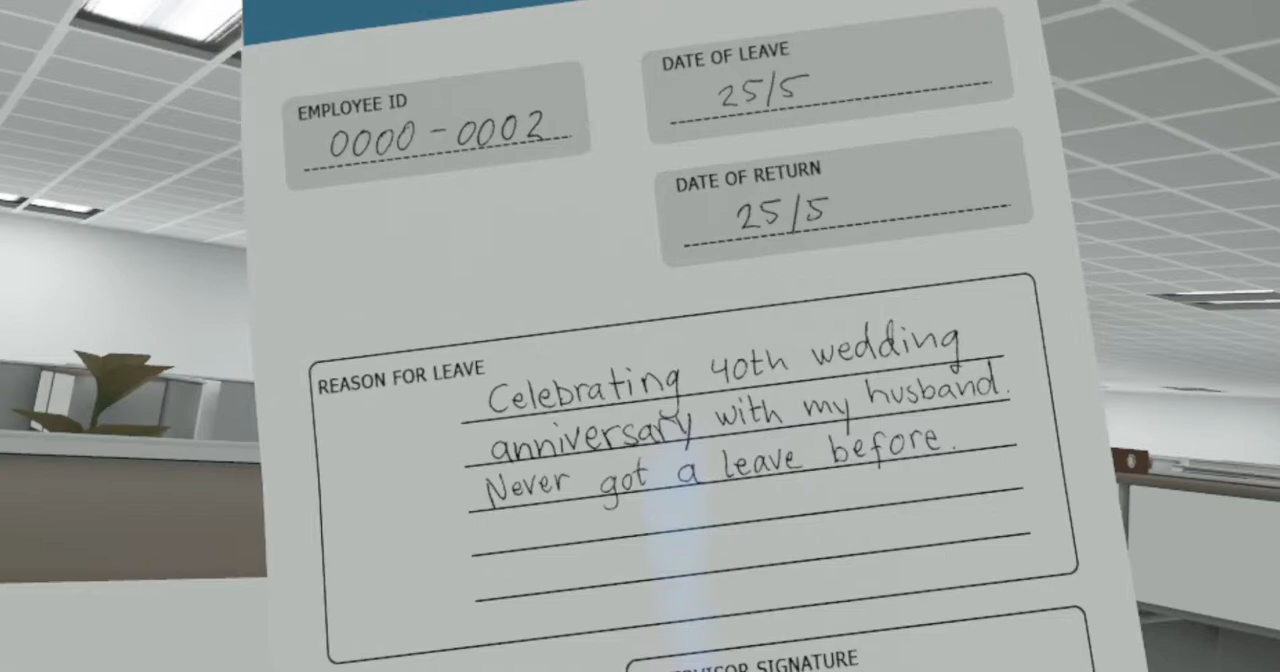 EMPLOYEE ID
0000-0002
DATE OF LEAVE
25/5
DATE OF RETURN
25/5
REASON FOR LEAVE
Celebrating 40th wedding
anniversary with my husband.
Never got a leave before.
SIGNATURE